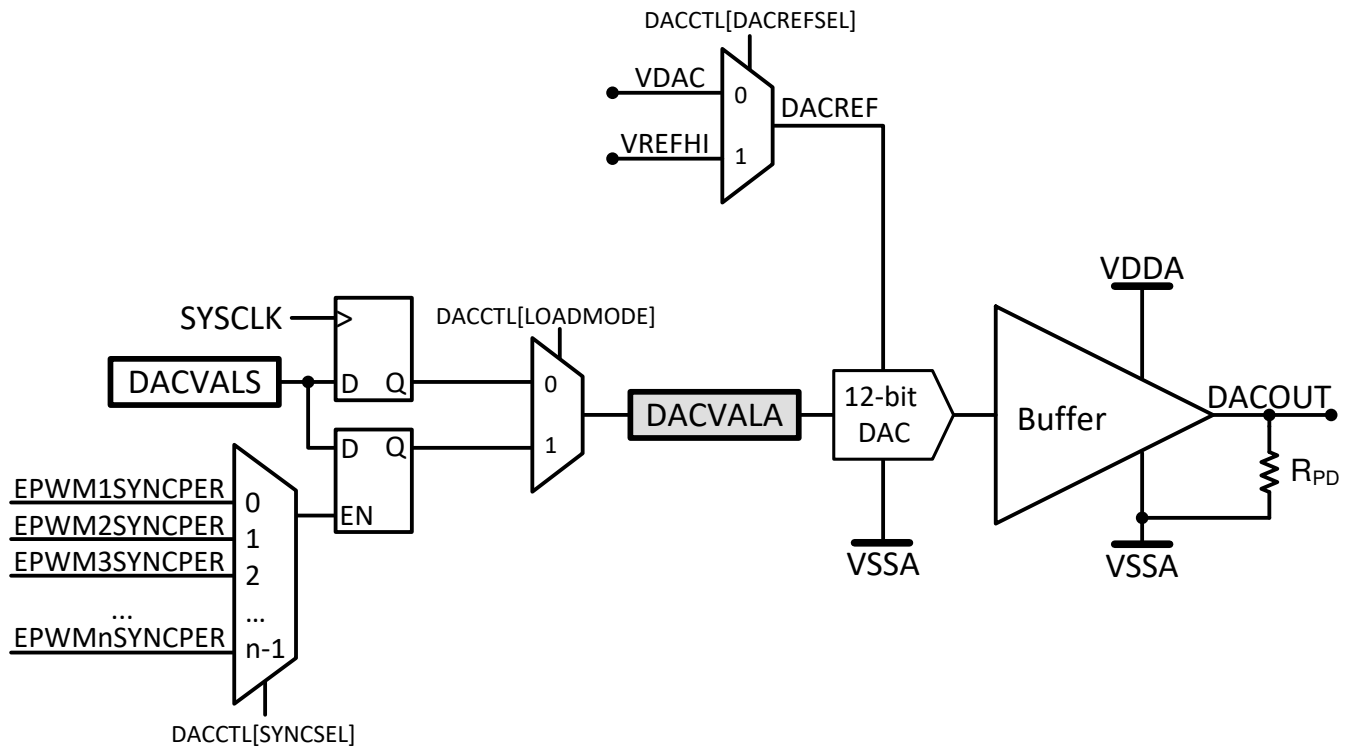 DACCTL[DACREFSEL]
VDAC
0
DACREF
VREFHI
1
VDDA
SYSCLK
>
DACCTL[LOADMODE]
DACVALS
D
Q
0
12-bit
DAC
DACOUT
DACVALA
Buffer
D
Q
1
RPD
EPWM1SYNCPER
0
EN
EPWM2SYNCPER
1
EPWM3SYNCPER
2
VSSA
VSSA
...
...
EPWMnSYNCPER
n-1
DACCTL[SYNCSEL]